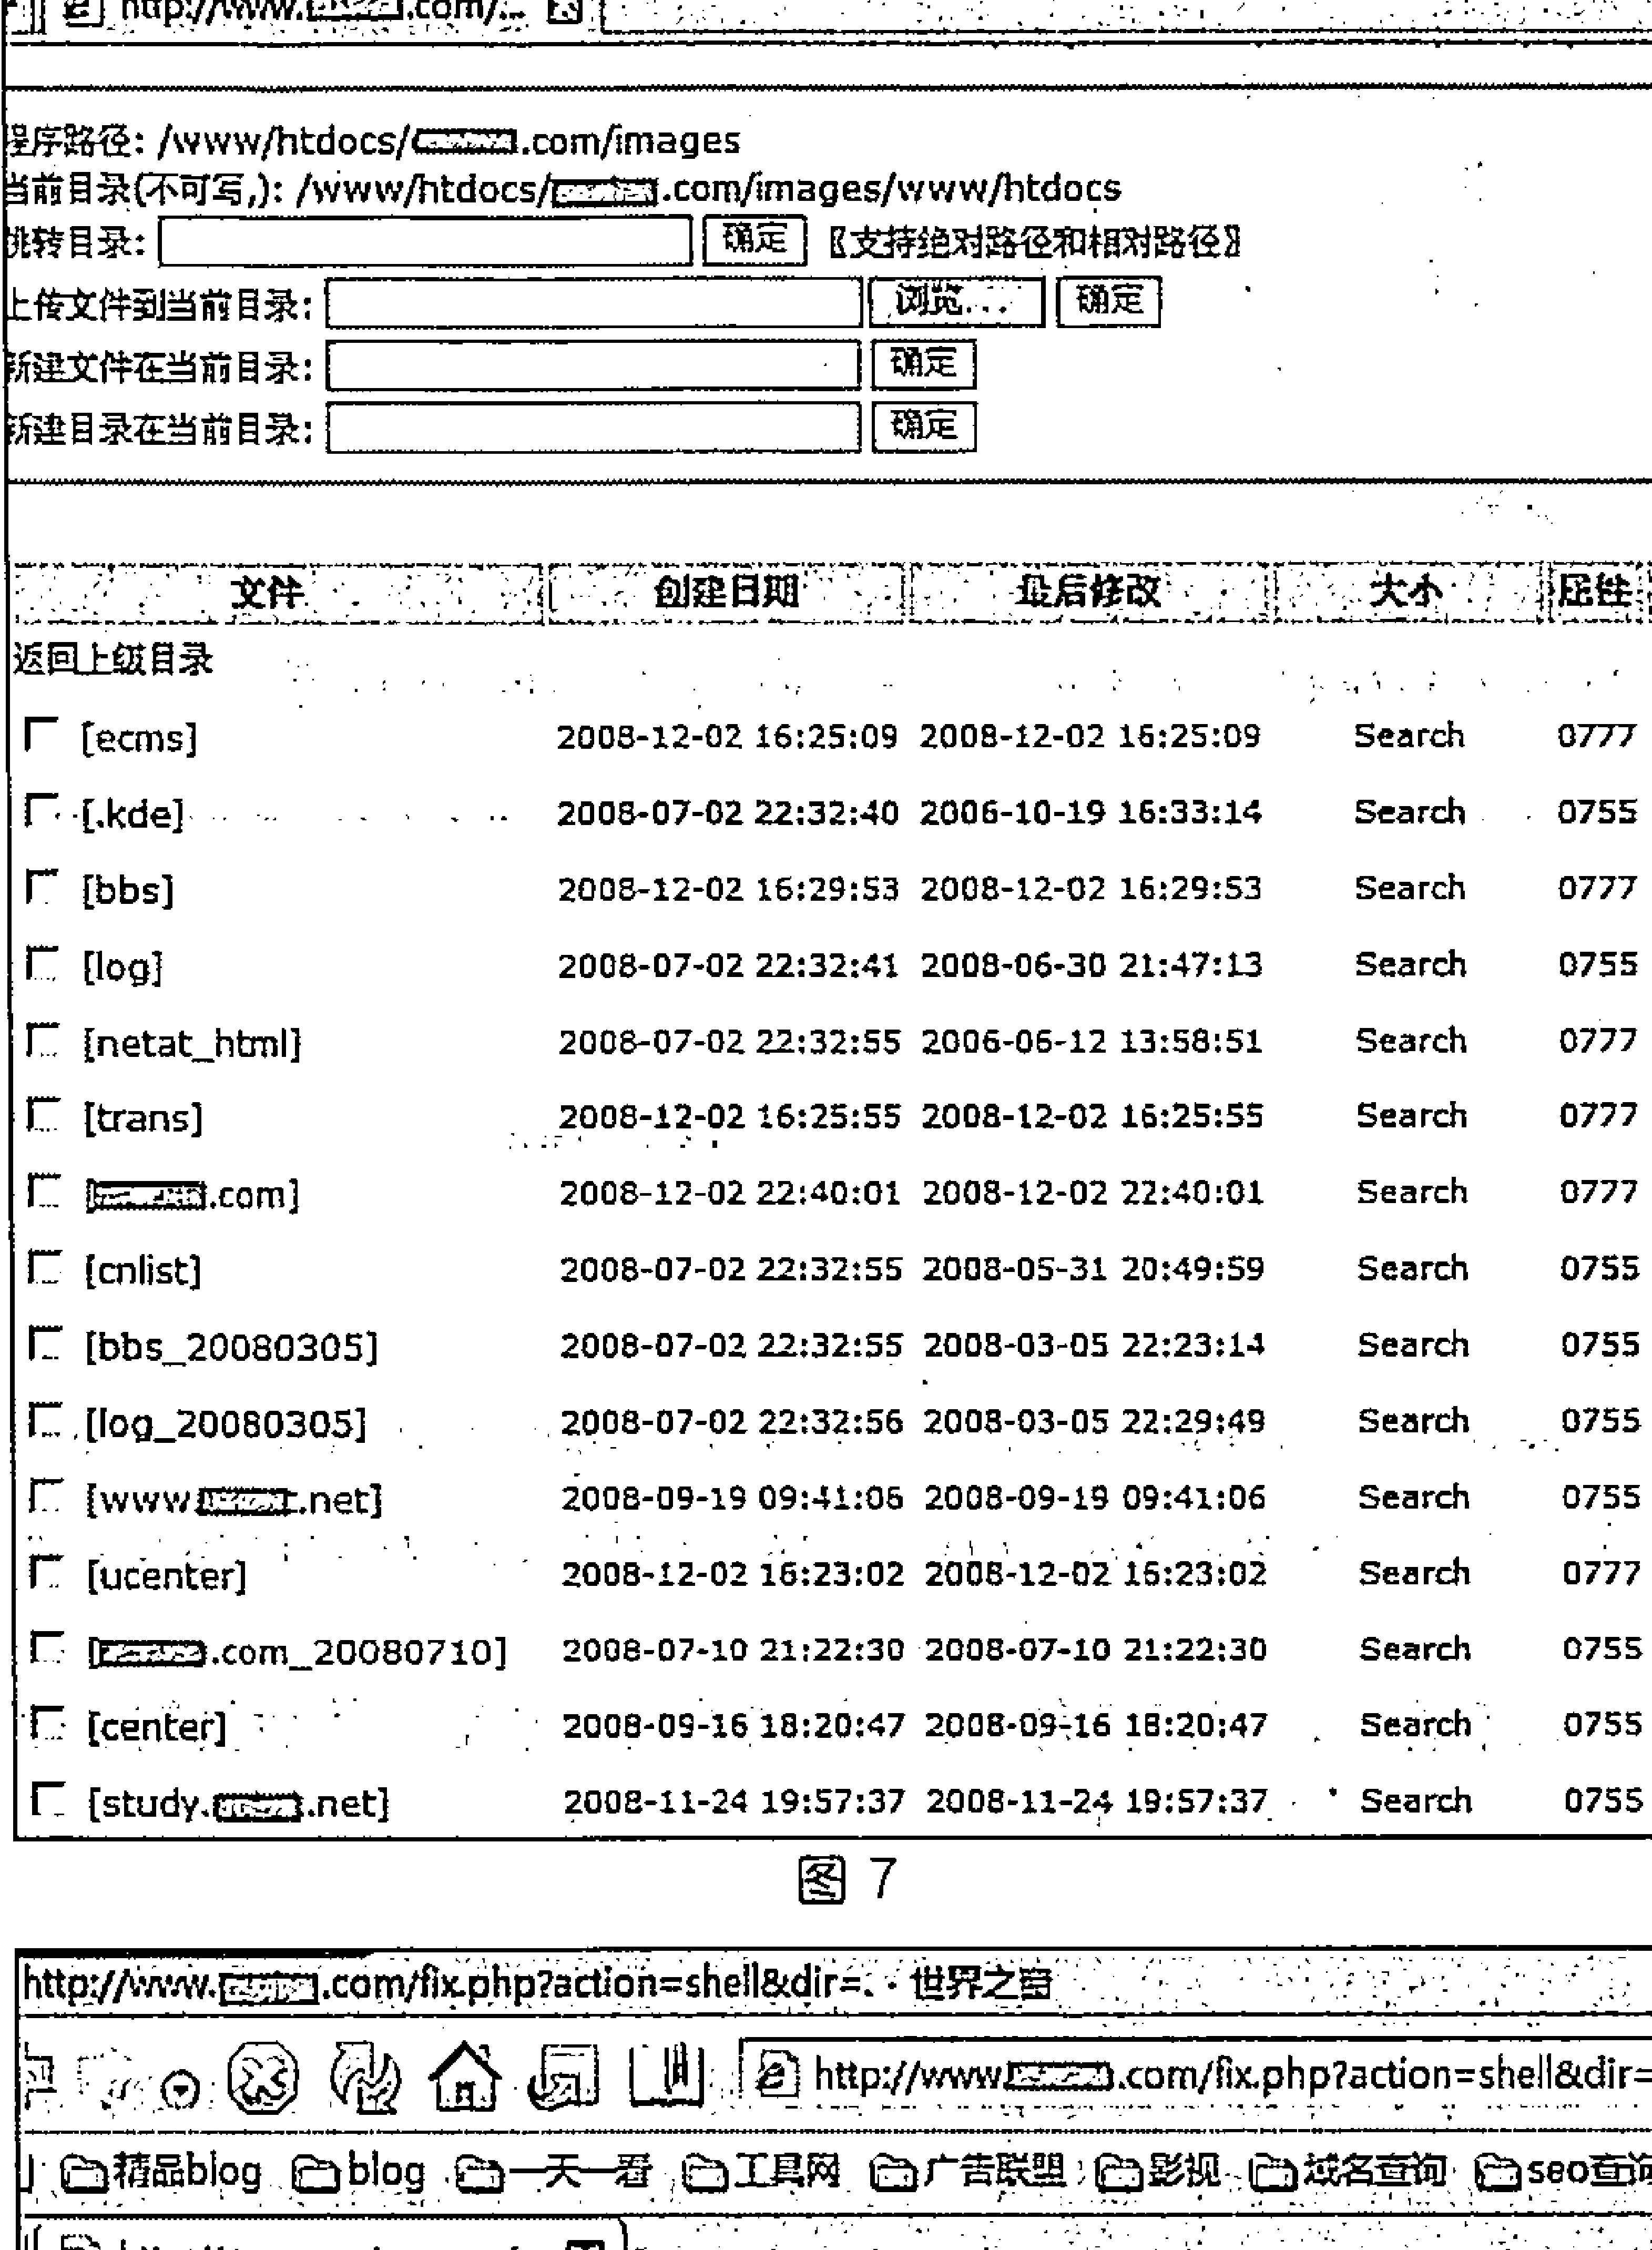 http://www. .com/...
程序路径: /www/htdocs/ .com/images
当前目录(不可写,): /www/htdocs/ .com/images/www/htdocs
跳转目录: 确定 〖支持绝对路径和相对路径〗
上传文件到当前目录: 浏览... 确定
新建文件在当前目录: 确定
新建目录在当前目录: 确定
文件 创建日期 最后修改 大小 属性
返回上级目录
[ecms] 2008-12-02 16:25:09 2008-12-02 16:25:09 Search 0777
[.kde] 2008-07-02 22:32:40 2006-10-19 16:33:14 Search 0755
[bbs] 2008-12-02 16:29:53 2008-12-02 16:29:53 Search 0777
[log] 2008-07-02 22:32:41 2008-06-30 21:47:13 Search 0755
[netat_html] 2008-07-02 22:32:55 2006-06-12 13:58:51 Search 0777
[trans] 2008-12-02 16:25:55 2008-12-02 16:25:55 Search 0777
[ .com] 2008-12-02 22:40:01 2008-12-02 22:40:01 Search 0777
[cnlist] 2008-07-02 22:32:55 2008-05-31 20:49:59 Search 0755
[bbs_20080305] 2008-07-02 22:32:55 2008-03-05 22:23:14 Search 0755
[log_20080305] 2008-07-02 22:32:56 2008-03-05 22:29:49 Search 0755
[www. .net] 2008-09-19 09:41:06 2008-09-19 09:41:06 Search 0755
[ucenter] 2008-12-02 16:23:02 2008-12-02 16:23:02 Search 0777
[ .com_20080710] 2008-07-10 21:22:30 2008-07-10 21:22:30 Search 0755
[center] 2008-09-16 18:20:47 2008-09-16 18:20:47 Search 0755
[study. .net] 2008-11-24 19:57:37 2008-11-24 19:57:37 Search 0755
图 7
http://www. .com/fix.php?action=shell&dir=. - 世界之窗
http://www. .com/fix.php?action=shell&dir=
精品blog blog 一天一看 工具网 广告联盟 影视 域名查询 seo查询